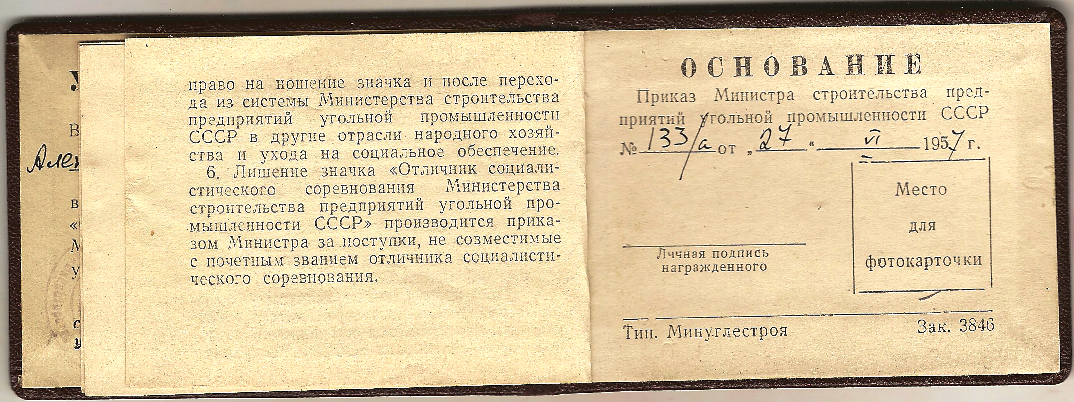 У
В
Але
в
«
М
у
с
у
право на ношение значка и после перехо-
да из системы Министерства строительства
предприятий угольной промышленности
СССР в другие отрасли народного хозяй-
ства и ухода на социальное обеспечение.
6. Лишение значка «Отличник социали-
стического соревнования Министерства
строительства предприятий угольной про-
мышленности СССР» производится прика-
зом Министра за поступки, не совместимые
с почетным званием отличника социалисти-
ческого соревнования.
ОСНОВАНИЕ
Приказ Министра строительства пред-
приятий угольной промышленности СССР
№ 133/а от „27“ VI 1957 г.
Место
для
фотокарточки
Личная подпись
награжденного
Тип. Минуглестроя Зак. 3846